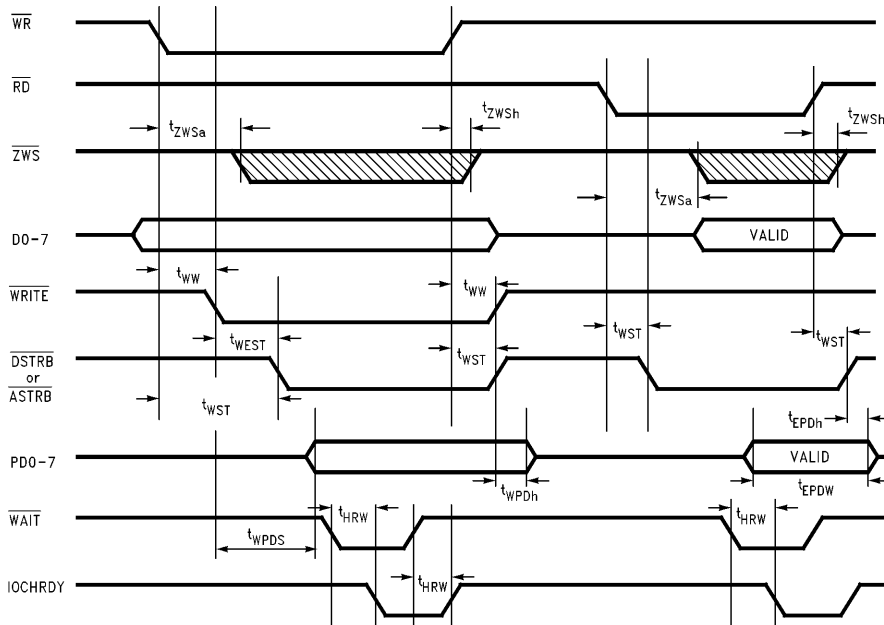 WR
RD
tZWSa
tZWSh
tZWSh
ZWS
tZWSa
D0-7
VALID
tWW
tWW
WRITE
tWEST
tWST
tWST
tWST
DSTRB
or
ASTRB
tWST
tEPDh
PD0-7
VALID
tWPDh
tEPDW
WAIT
tHRW
tHRW
tWPDS
IOCHRDY
tHRW